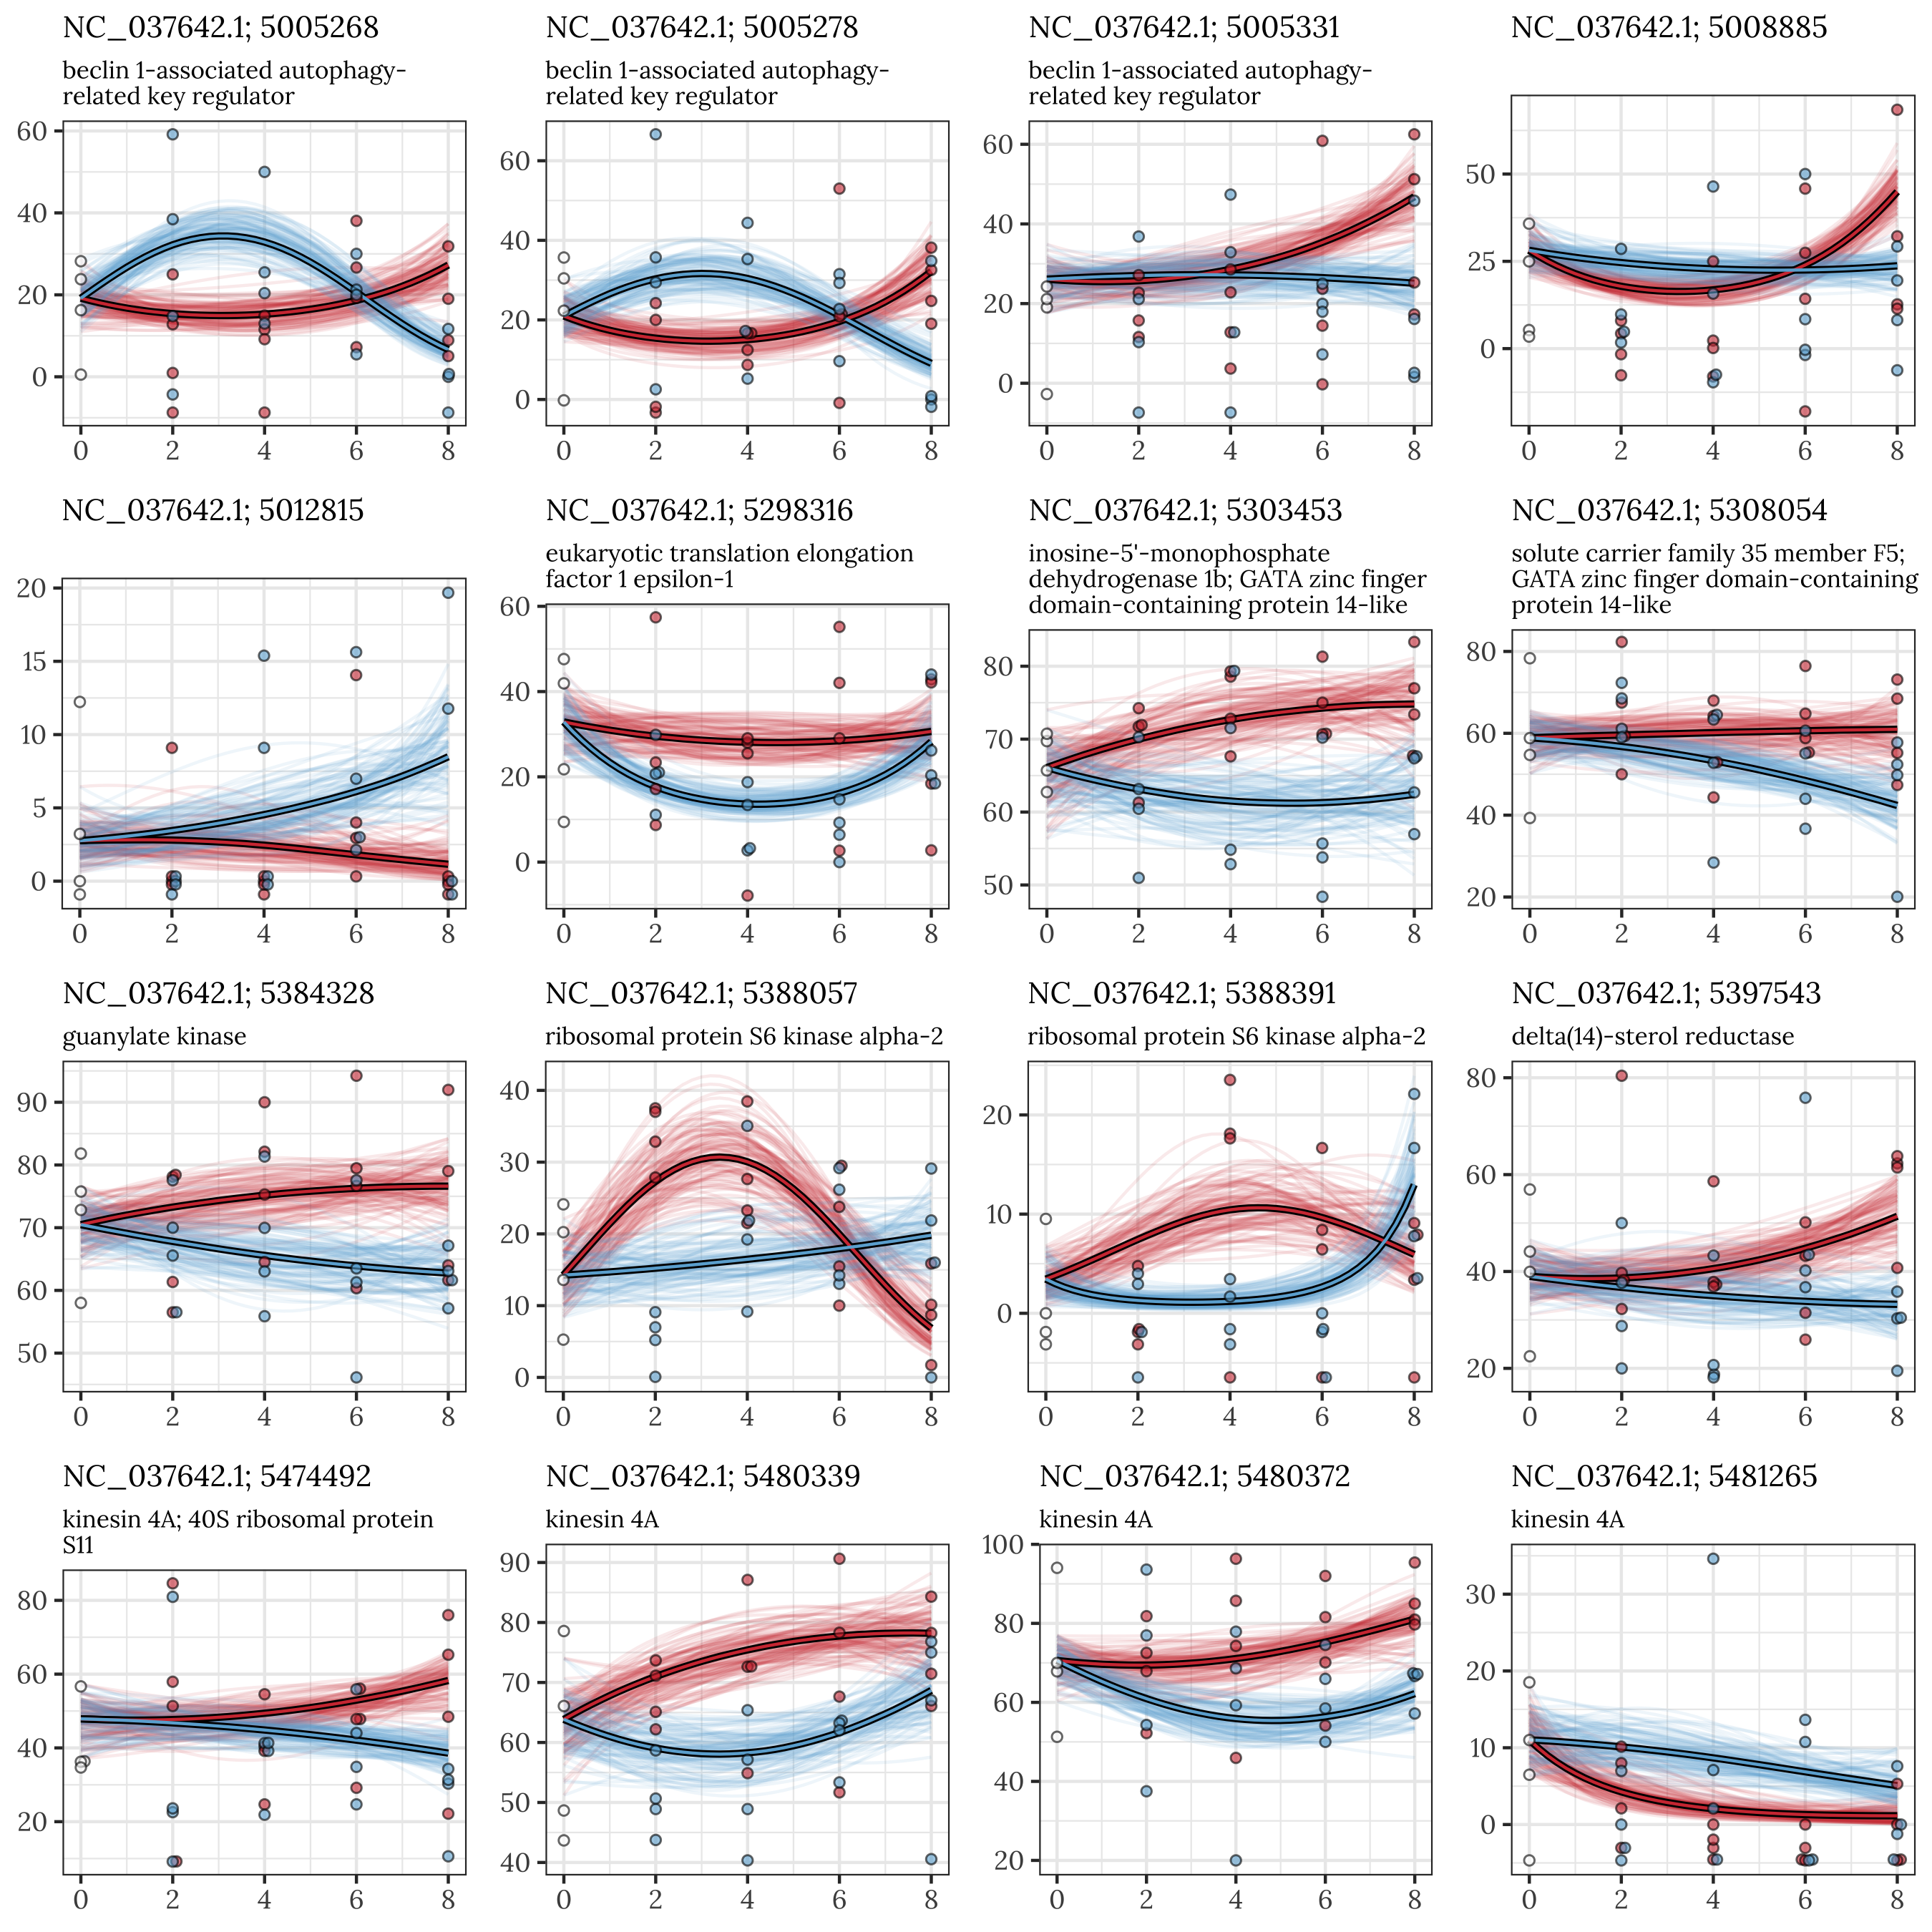 NC_037642.1; 5005268
beclin 1-associated autophagy-
related key regulator
60
40
20
0
0 2 4 6 8
NC_037642.1; 5005278
beclin 1-associated autophagy-
related key regulator
60
40
20
0
0 2 4 6 8
NC_037642.1; 5005331
beclin 1-associated autophagy-
related key regulator
60
40
20
0
0 2 4 6 8
NC_037642.1; 5008885
50
25
0
0 2 4 6 8
NC_037642.1; 5012815
20
15
10
5
0
0 2 4 6 8
NC_037642.1; 5298316
eukaryotic translation elongation
factor 1 epsilon-1
60
40
20
0
0 2 4 6 8
NC_037642.1; 5303453
inosine-5'-monophosphate
dehydrogenase 1b; GATA zinc finger
domain-containing protein 14-like
80
70
60
50
0 2 4 6 8
NC_037642.1; 5308054
solute carrier family 35 member F5;
GATA zinc finger domain-containing
protein 14-like
80
60
40
20
0 2 4 6 8
NC_037642.1; 5384328
guanylate kinase
90
80
70
60
50
0 2 4 6 8
NC_037642.1; 5388057
ribosomal protein S6 kinase alpha-2
40
30
20
10
0
0 2 4 6 8
NC_037642.1; 5388391
ribosomal protein S6 kinase alpha-2
20
10
0
0 2 4 6 8
NC_037642.1; 5397543
delta(14)-sterol reductase
80
60
40
20
0 2 4 6 8
NC_037642.1; 5474492
kinesin 4A; 40S ribosomal protein
S11
80
60
40
20
0 2 4 6 8
NC_037642.1; 5480339
kinesin 4A
90
80
70
60
50
40
0 2 4 6 8
NC_037642.1; 5480372
kinesin 4A
100
80
60
40
20
0 2 4 6 8
NC_037642.1; 5481265
kinesin 4A
30
20
10
0
0 2 4 6 8